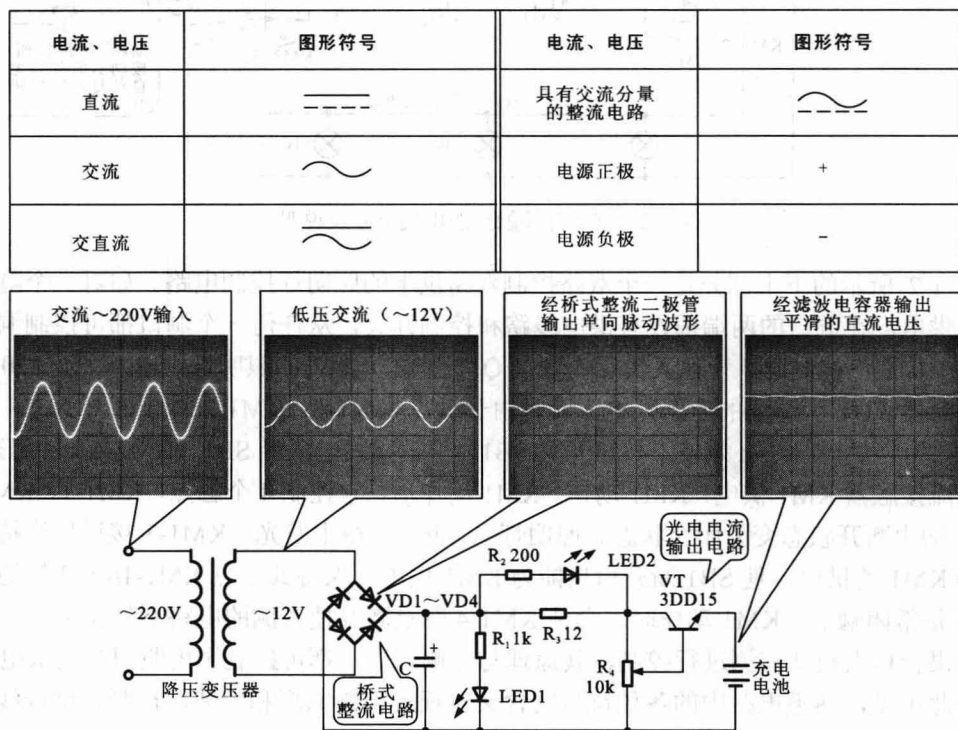 电流、电压 图形符号 电流、电压 图形符号
直流 具有交流分量
的整流电路
交流 电源正极 +
交直流 电源负极 −
交流~220V输入
低压交流（~12V）
经桥式整流二极管
输出单向脉动波形
经滤波电容器输出
平滑的直流电压
~220V
~12V
降压变压器
VD1～VD4
桥式
整流电路
C
+
R₁ 1k
LED1
R₂ 200
LED2
R₃ 12
R₄
10k
光电电流
输出电路
VT
3DD15
充电
电池